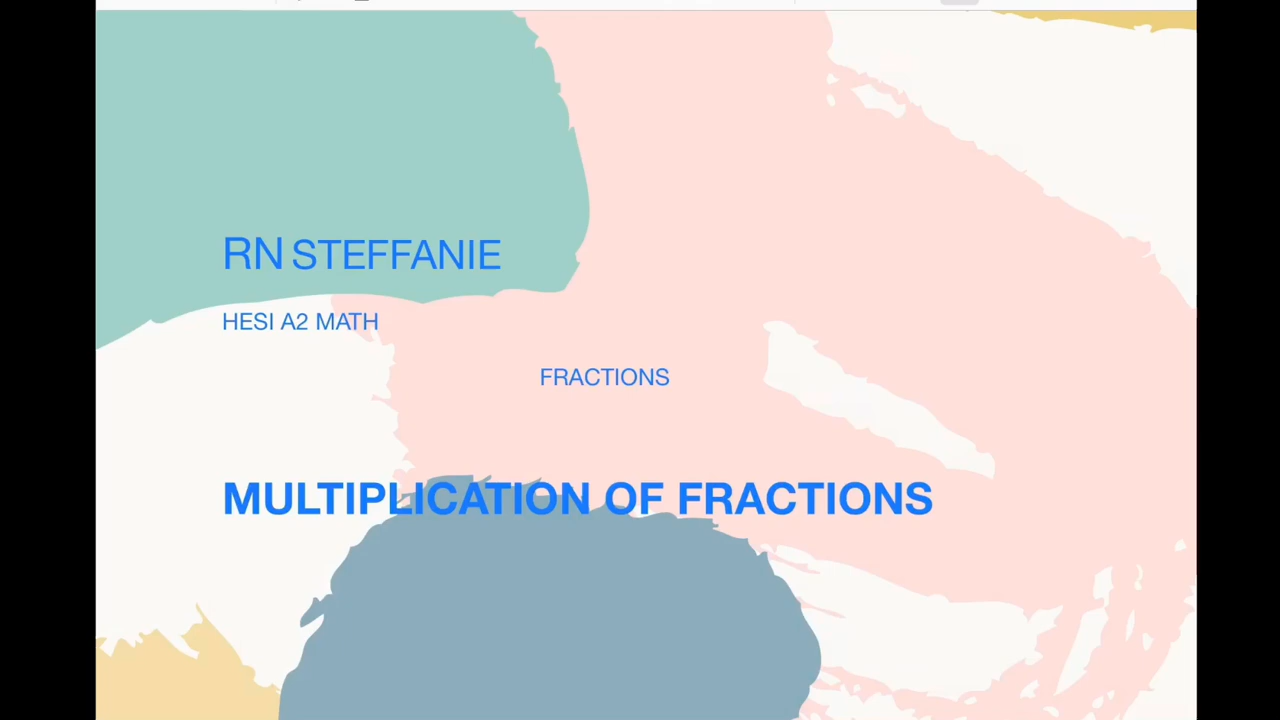 RN STEFFANIE
HESI A2 MATH
FRACTIONS
MULTIPLICATION OF FRACTIONS